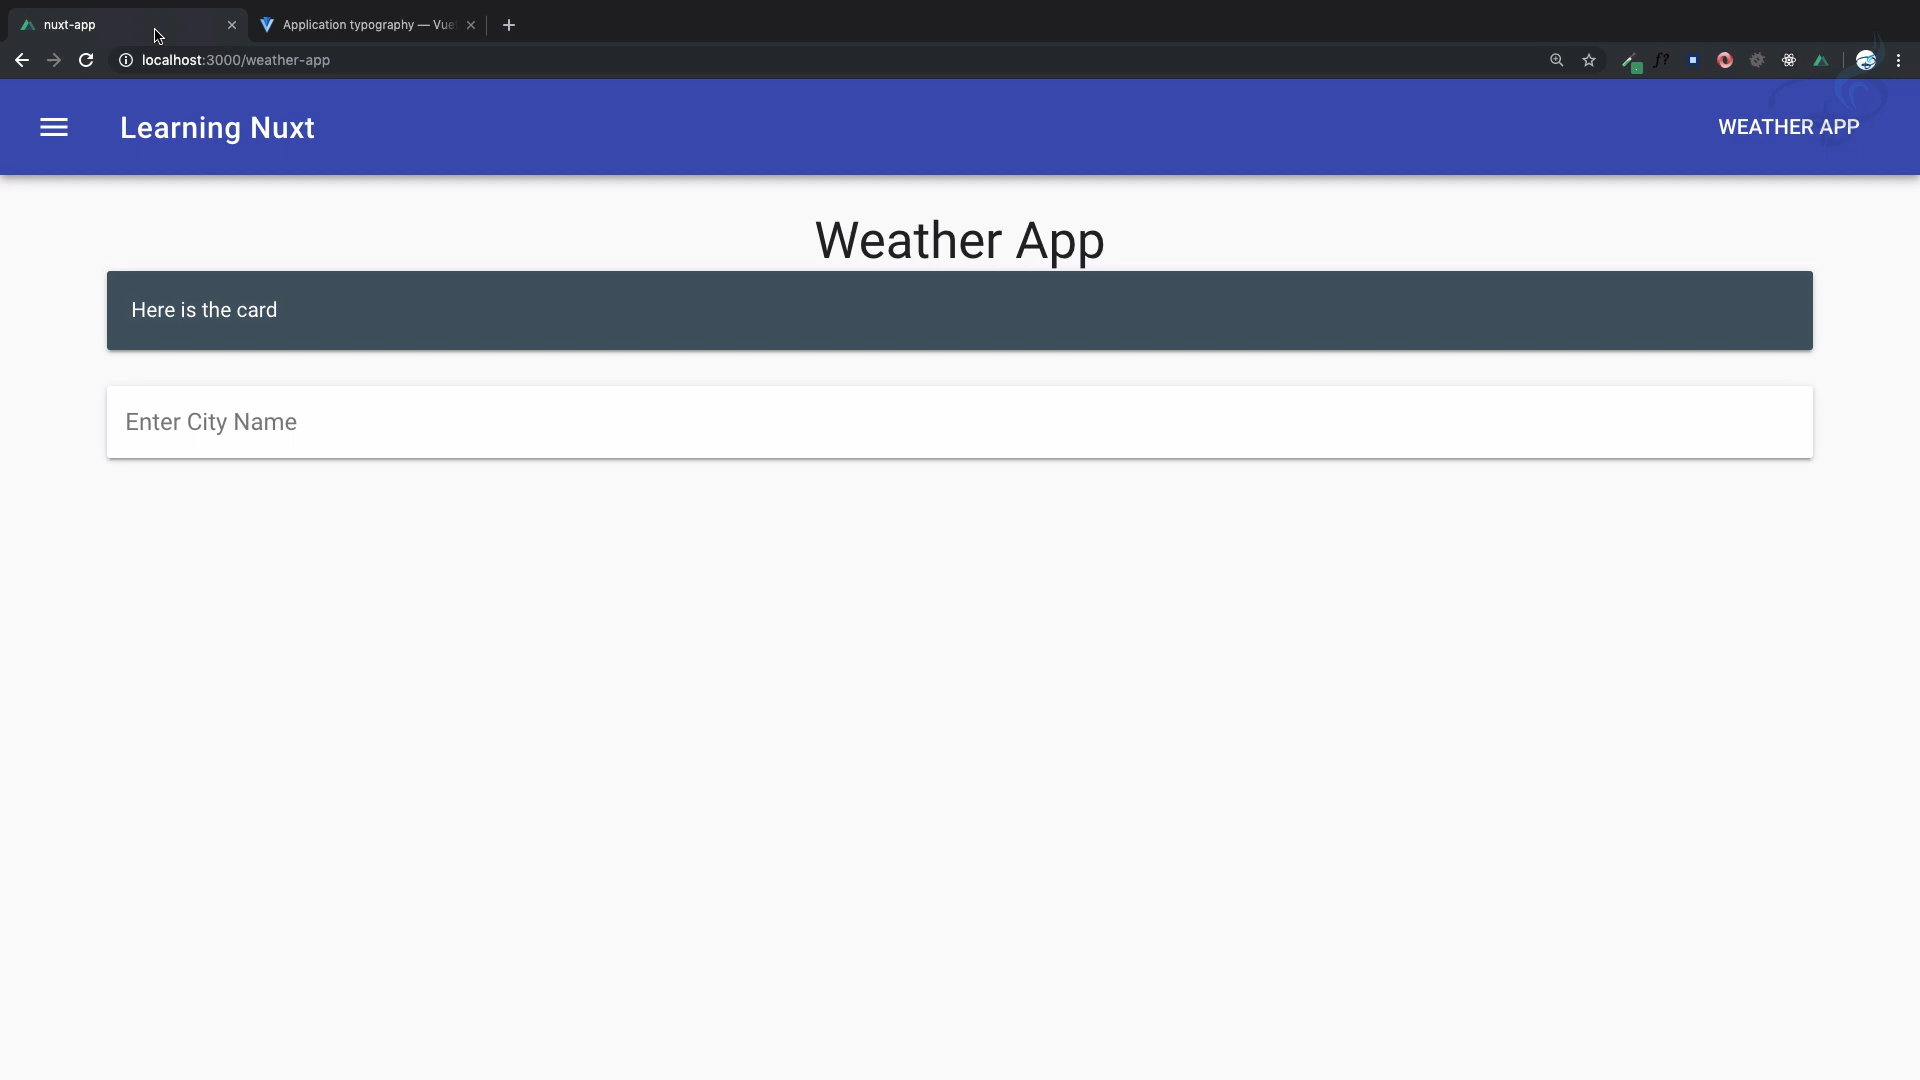 nuxt-app
Application typography — Vue
localhost:3000/weather-app
f?
Learning Nuxt
WEATHER APP
Weather App
Here is the card
Enter City Name